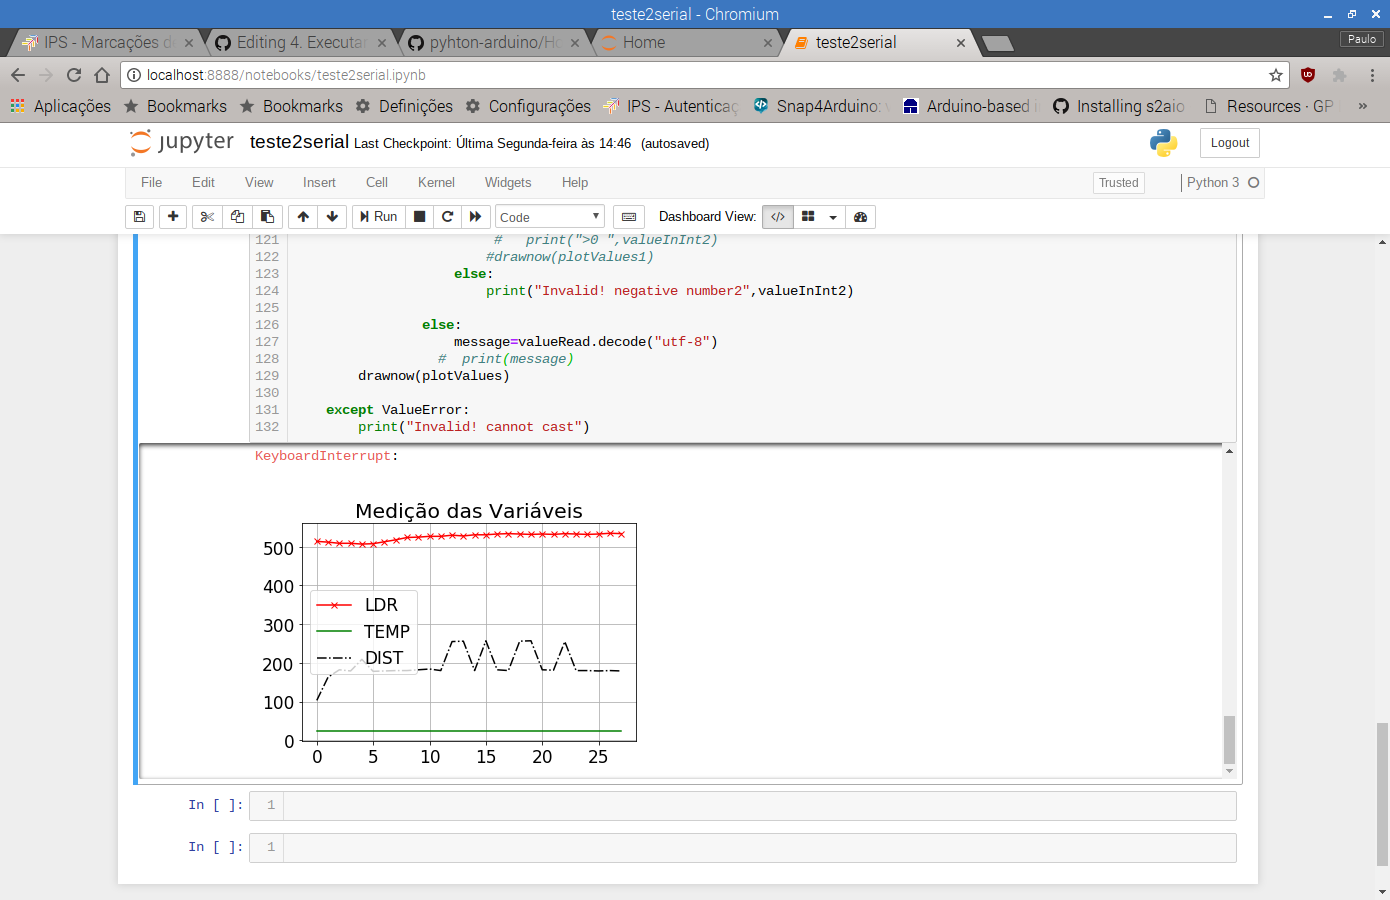 teste2serial - Chromium
IPS - Marcações de
Editing 4. Executar
pyhton-arduino/Ho
Home
teste2serial
Paulo
localhost:8888/notebooks/teste2serial.ipynb
Aplicações Bookmarks Bookmarks Definições Configurações IPS - Autenticaç Snap4Arduino: Arduino-based Installing s2aio Resources · GP »
jupyter teste2serial Last Checkpoint: Última Segunda-feira às 14:46 (autosaved) Logout
File Edit View Insert Cell Kernel Widgets Help Trusted Python 3
Run Code Dashboard View: </>
121 # print(">0 ",valueInInt2)
122 #drawnow(plotValues1)
123 else:
124 print("Invalid! negative number2",valueInInt2)
125
126 else:
127 message=valueRead.decode("utf-8")
128 # print(message)
129 drawnow(plotValues)
130
131 except ValueError:
132 print("Invalid! cannot cast")
KeyboardInterrupt:
Medição das Variáveis
500
400
300
200
100
0
LDR
TEMP
DIST
0 5 10 15 20 25
In [ ]: 1
In [ ]: 1